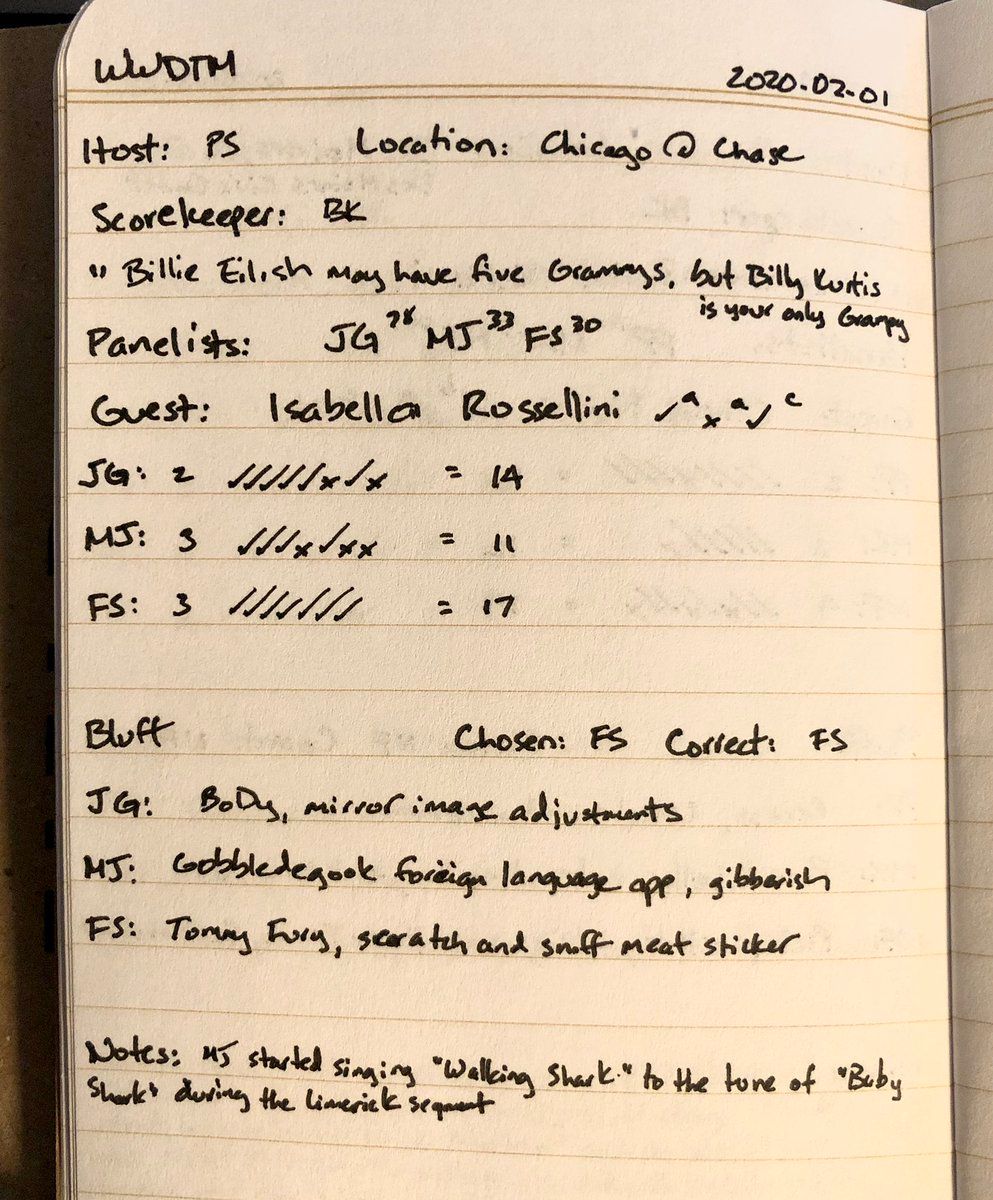 WWDTM 2020-02-01
Host: PS Location: Chicago @ Chase
Scorekeeper: BK
" Billie Eilish may have five Grammys, but Billy Kurtis
is your only Grampy
Panelists: JG 28 MJ 33 FS 30
Guest: Isabella Rossellini ✓a xa ✓c
JG: 2 ✓✓✓✓✓x✓x = 14
MJ: 3 ✓✓✓x✓xx = 11
FS: 3 ✓✓✓✓✓✓✓ = 17
Bluff Chosen: FS Correct: FS
JG: BoDy, mirror image adjustments
MJ: Gobbledegook foreign language app, gibberish
FS: Tommy Fury, scratch and sniff meat sticker
Notes: MJ started singing "Walking Shark" to the tune of "Baby
Shark" during the limerick segment